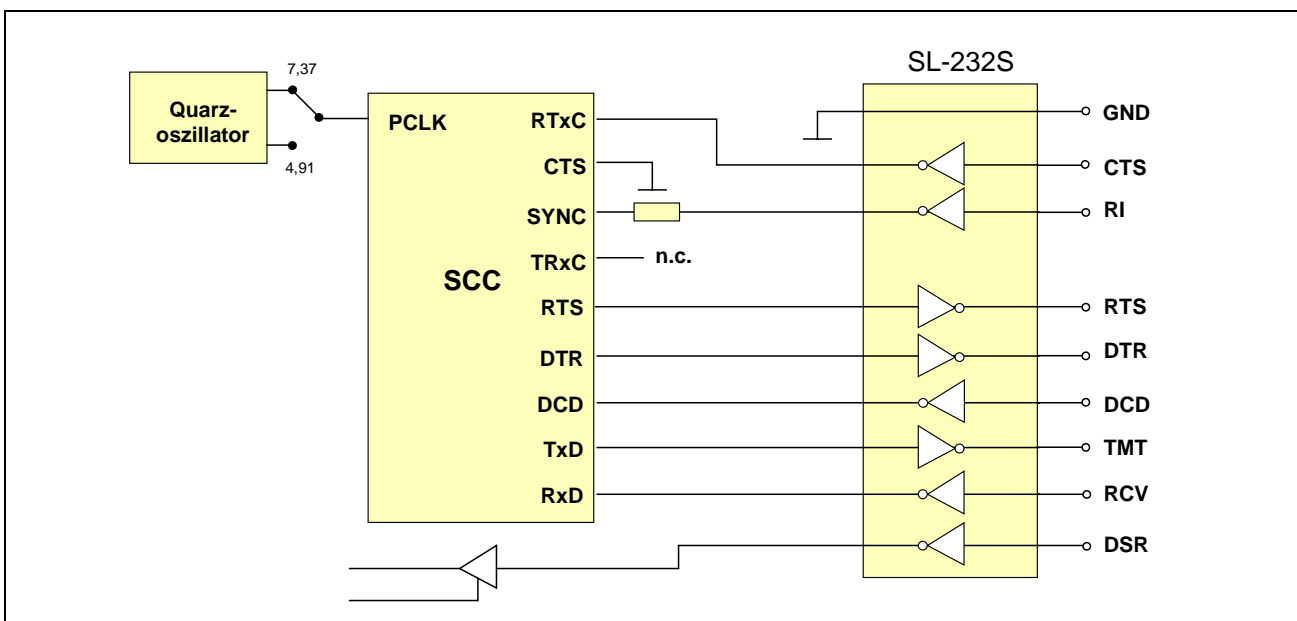 SL-232S
7,37
Quarz-
oszillator
4,91
PCLK
SCC
RTxC
CTS
SYNC
TRxC
n.c.
RTS
DTR
DCD
TxD
RxD
GND
CTS
RI
RTS
DTR
DCD
TMT
RCV
DSR